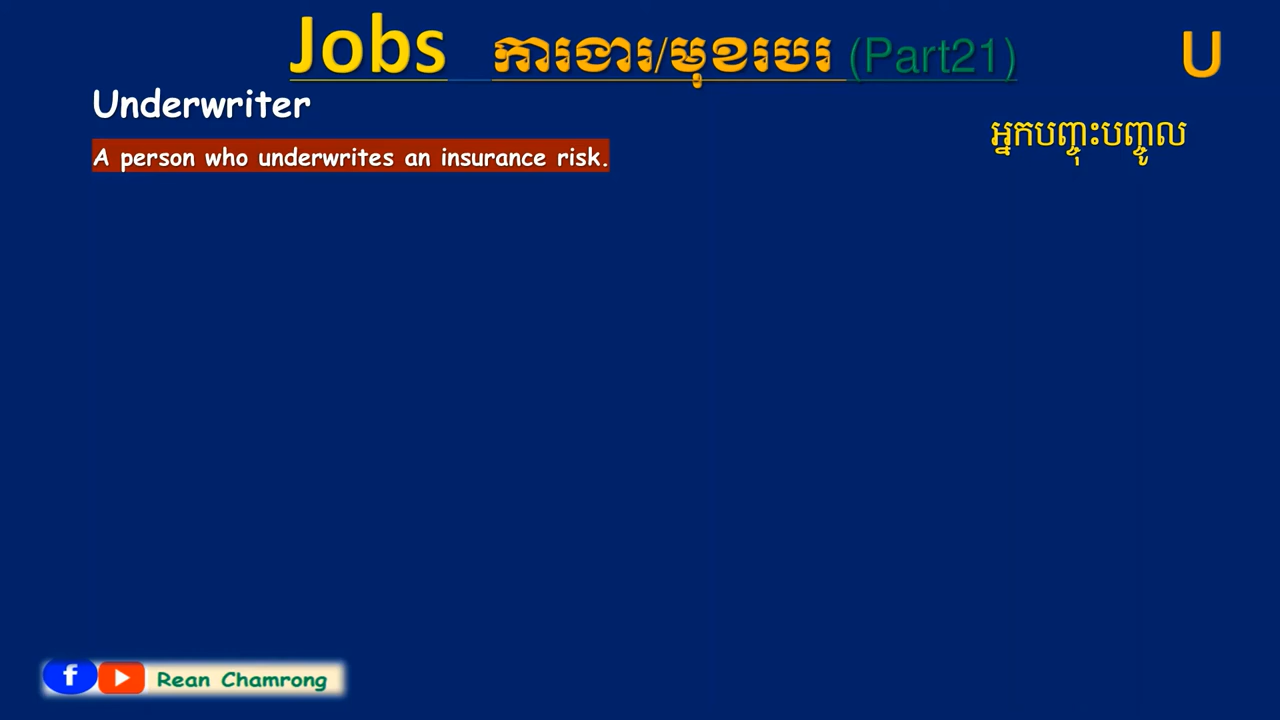 Jobs ការងារ/មុខរបរ (Part21) U
Underwriter
អ្នកបញ្ចុះបញ្ចូល
A person who underwrites an insurance risk.
f Rean Chamrong